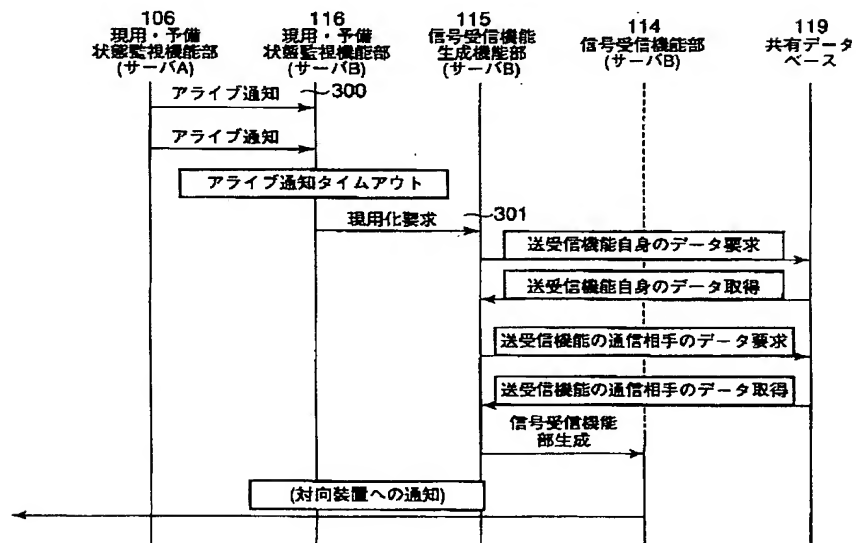 106
現用・予備
状態監視機能部
(サーバA)
116
現用・予備
状態監視機能部
(サーバB)
115
信号受信機能
生成機能部
(サーバB)
114
信号受信機能部
(サーバB)
119
共有データ
ベース
アライブ通知
300
アライブ通知
アライブ通知タイムアウト
現用化要求
301
送受信機能自身のデータ要求
送受信機能自身のデータ取得
送受信機能の通信相手のデータ要求
送受信機能の通信相手のデータ取得
信号受信機能
部生成
(対向装置への通知)